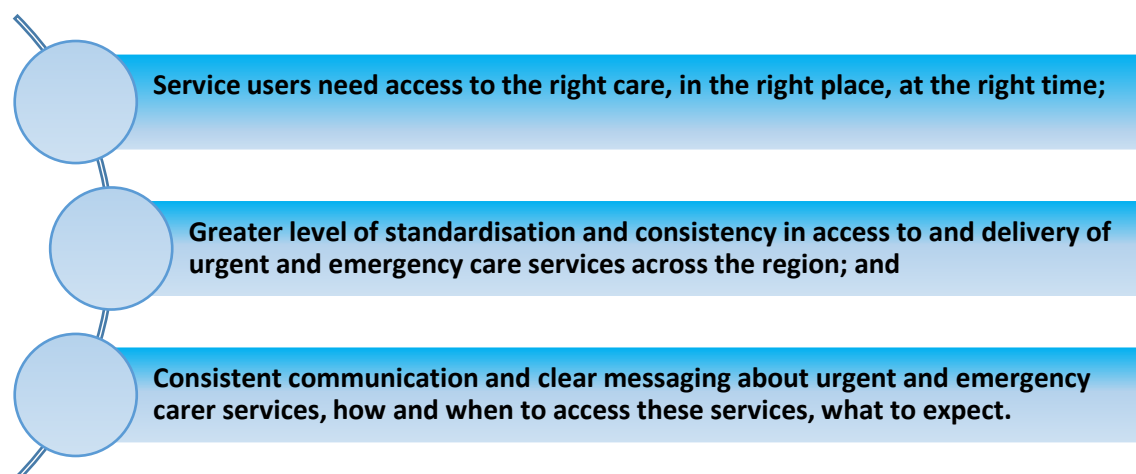 Service users need access to the right care, in the right place, at the right time;
Greater level of standardisation and consistency in access to and delivery of
urgent and emergency care services across the region; and
Consistent communication and clear messaging about urgent and emergency
carer services, how and when to access these services, what to expect.